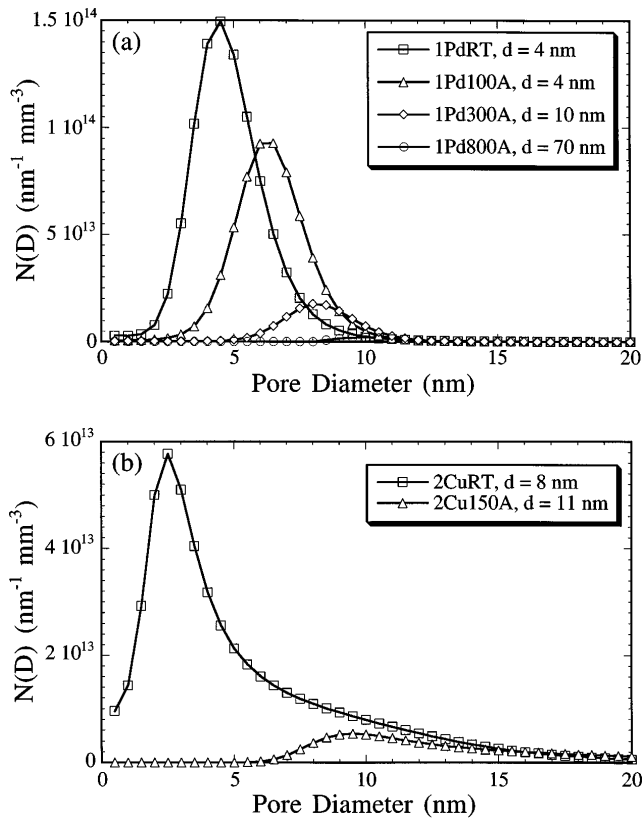 (a)
1.5 10¹⁴
1 10¹⁴
5 10¹³
0
N(D) (nm⁻¹ mm⁻³)
1PdRT, d = 4 nm
1Pd100A, d = 4 nm
1Pd300A, d = 10 nm
1Pd800A, d = 70 nm
0 5 10 15 20
Pore Diameter (nm)
(b)
6 10¹³
4 10¹³
2 10¹³
0
N(D) (nm⁻¹ mm⁻³)
2CuRT, d = 8 nm
2Cu150A, d = 11 nm
0 5 10 15 20
Pore Diameter (nm)